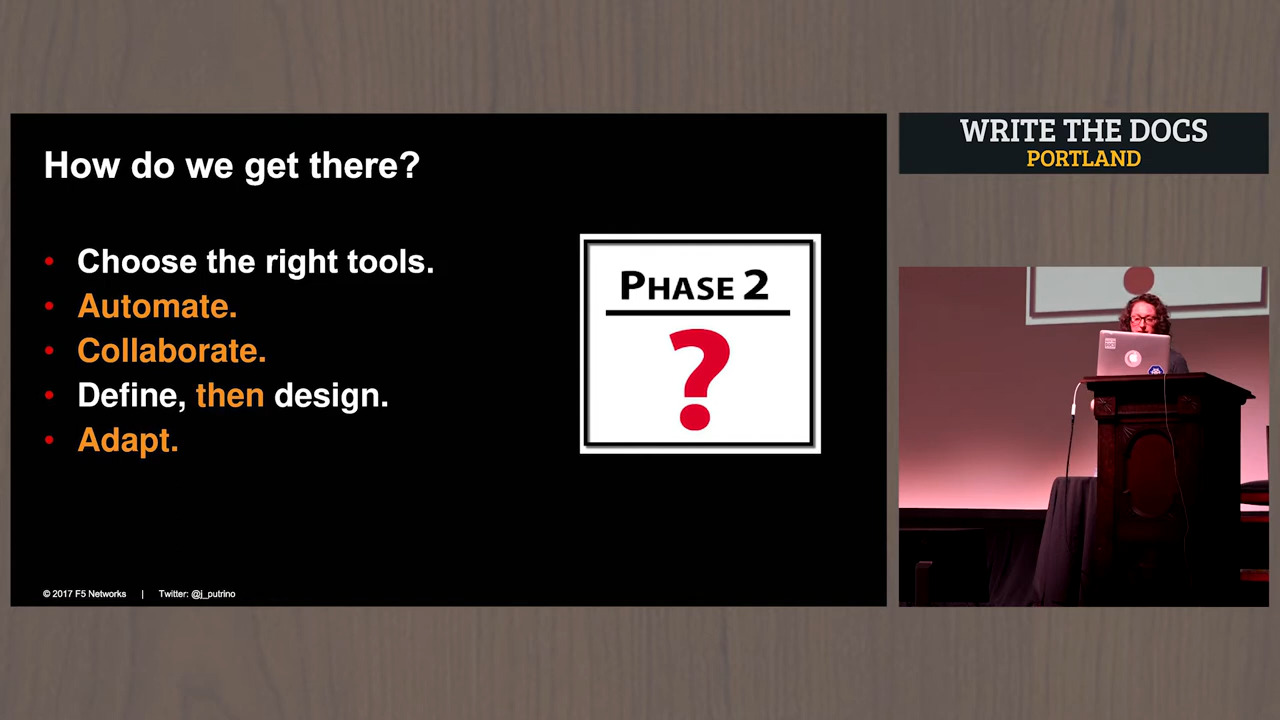 How do we get there?
• Choose the right tools.
• Automate.
• Collaborate.
• Define, then design.
• Adapt.
PHASE 2
?
© 2017 F5 Networks | Twitter: @j_putrino
WRITE THE DOCS
PORTLAND